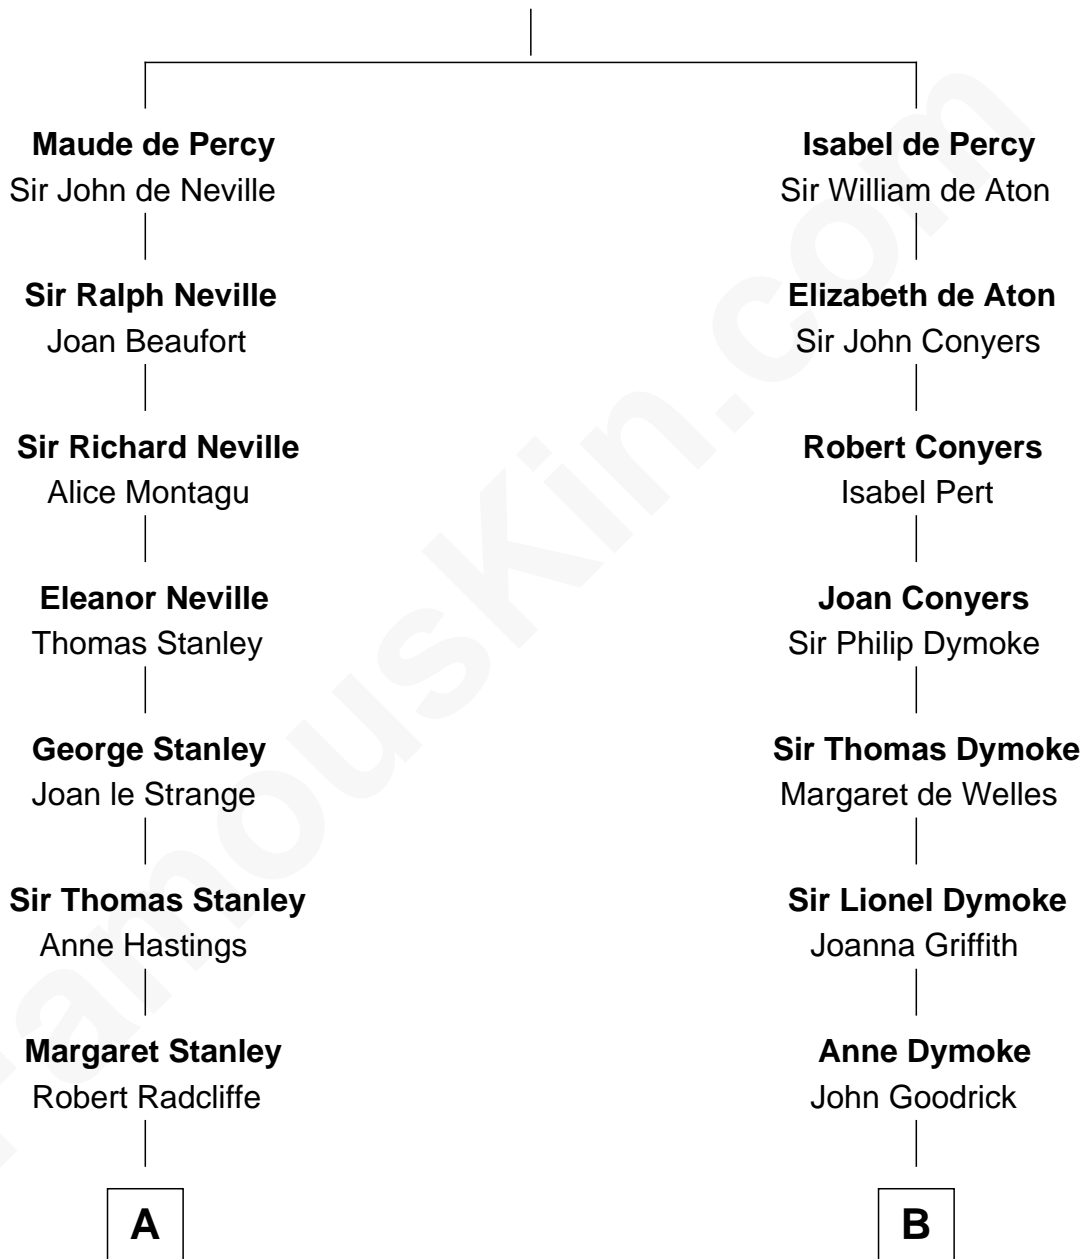 Maude de Percy
Sir John de Neville
Sir Ralph Neville
Joan Beaufort
Sir Richard Neville
Alice Montagu
Eleanor Neville
Thomas Stanley
George Stanley
Joan le Strange
Sir Thomas Stanley
Anne Hastings
Margaret Stanley
Robert Radcliffe
A
Isabel de Percy
Sir William de Aton
Elizabeth de Aton
Sir John Conyers
Robert Conyers
Isabel Pert
Joan Conyers
Sir Philip Dymoke
Sir Thomas Dymoke
Margaret de Welles
Sir Lionel Dymoke
Joanna Griffith
Anne Dymoke
John Goodrick
B
FamousKin.com